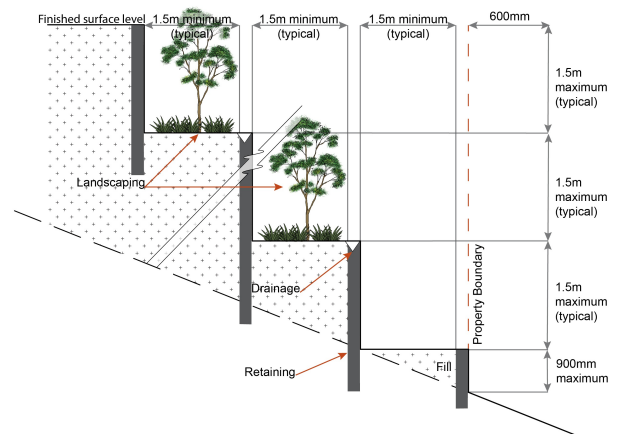 Finished surface level
1.5m minimum
(typical)
1.5m minimum
(typical)
1.5m minimum
(typical)
600mm
1.5m
maximum
(typical)
Landscaping
1.5m
maximum
(typical)
Drainage
Property Boundary
1.5m
maximum
(typical)
Retaining
Fill
900mm
maximum